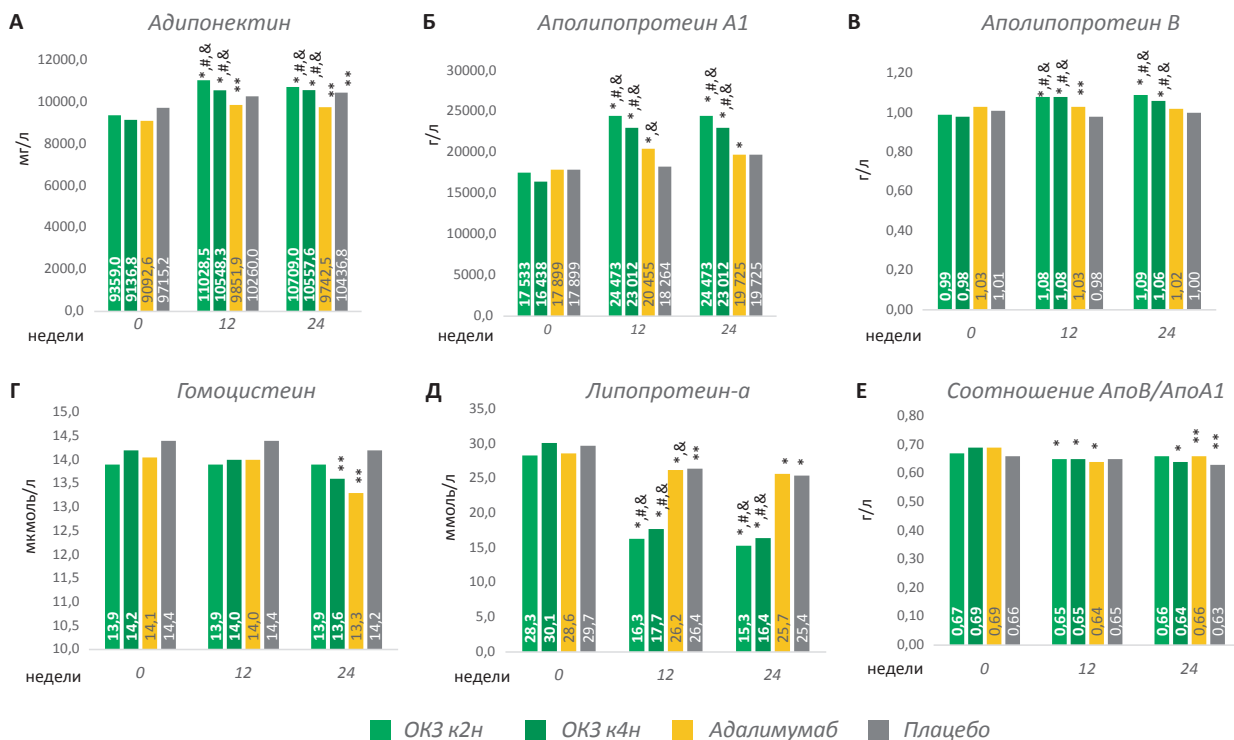 А Адипонектин
12000,0
10000,0
8000,0
6000,0
4000,0
2000,0
0,0
мг/л
*,#,& *,#,& ** *,#,& *,#,& ** **
9359,0 9136,8 9092,6 9715,2
11028,5 10548,3 9851,9 10260,0
10709,0 10557,6 9742,5 10436,8
недели 0 12 24
Б Аполипопротеин А1
30000,0
25000,0
20000,0
15000,0
10000,0
5000,0
0,0
г/л
*,#,& *,#,& *,& *,#,& *,#,& *
17 533 16 438 17 899 17 899
24 473 23 012 20 455 18 264
24 473 23 012 19 725 19 725
недели 0 12 24
В Аполипопротеин В
1,20
1,00
0,80
0,60
0,40
0,20
0,00
г/л
*,#,& *,#,& ** *,#,& *,#,&
0,99 0,98 1,03 1,01
1,08 1,08 1,03 0,98
1,09 1,06 1,02 1,00
недели 0 12 24
Г Гомоцистеин
15,0
14,5
14,0
13,5
13,0
12,5
12,0
11,5
11,0
10,5
10,0
мкмоль/л
** **
13,9 14,2 14,1 14,4
13,9 14,0 14,0 14,4
13,9 13,6 13,3 14,2
недели 0 12 24
Д Липопротеин-а
35,0
30,0
25,0
20,0
15,0
10,0
5,0
0,0
ммоль/л
*,#,& *,#,& *,& ** *,#,& *,#,& * *
28,3 30,1 28,6 29,7
16,3 17,7 26,2 26,4
15,3 16,4 25,7 25,4
недели 0 12 24
Е Соотношение АпоВ/АпоА1
0,80
0,70
0,60
0,50
0,40
0,30
0,20
0,10
0,00
г/л
* * * * ** **
0,67 0,69 0,69 0,66
0,65 0,65 0,64 0,65
0,66 0,64 0,66 0,63
недели 0 12 24
ОКЗ к2н ОКЗ к4н Адалимумаб Плацебо